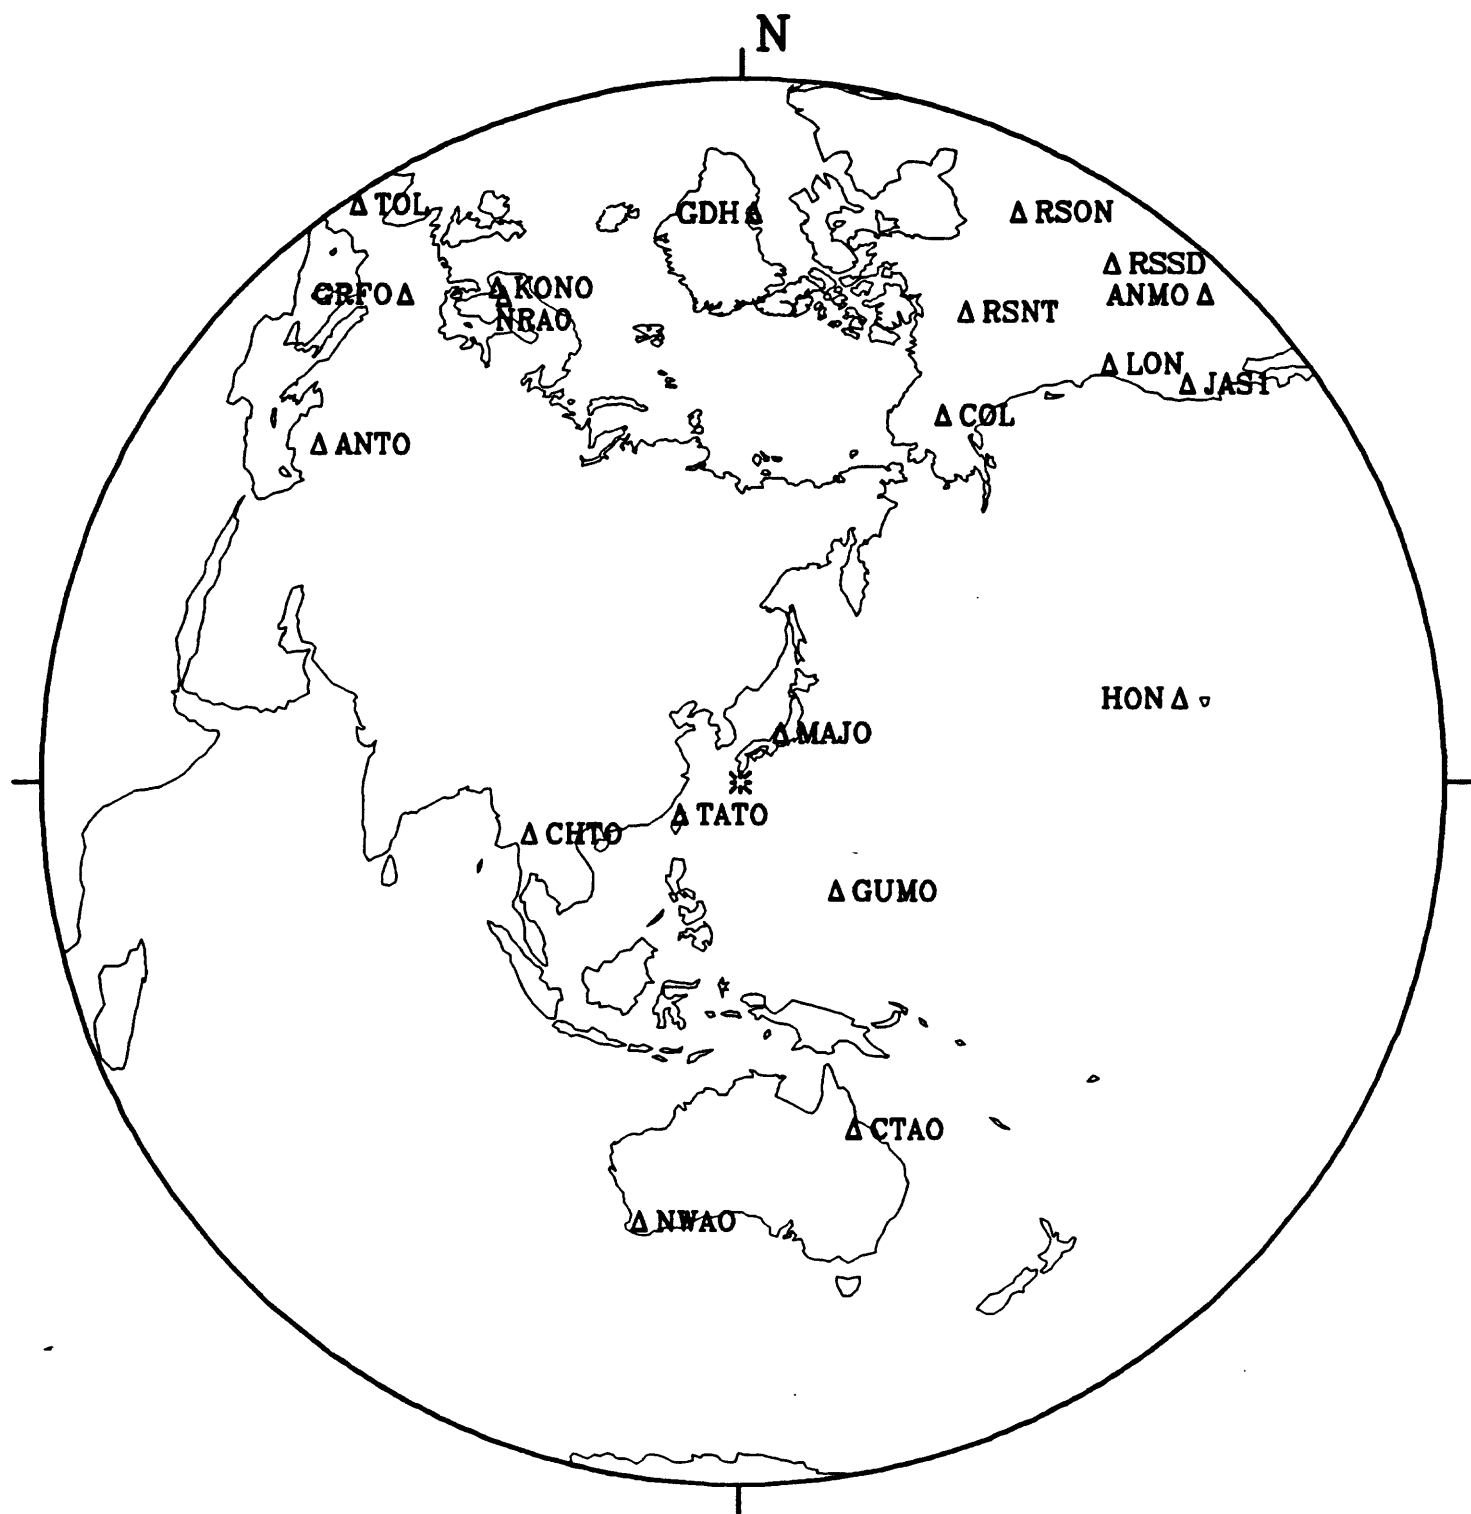 N
TOL
GDH
RSON
RSSD
GRFO
KONO
ANMO
NRAO
RSNT
LON
JAS1
COL
ANTO
HON
MAJO
TATO
CHTO
GUMO
CTAO
NWAO